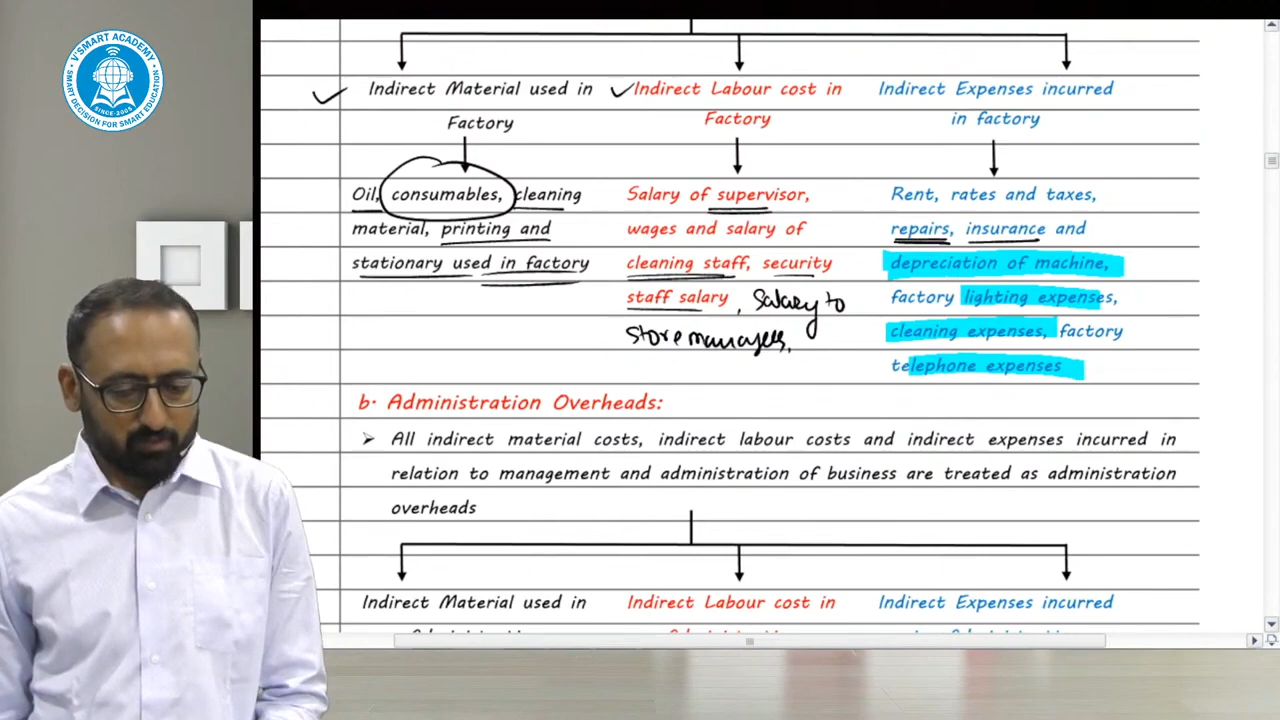 V'SMART ACADEMY
SINCE-2005
SMART DECISION FOR SMART EDUCATION
Indirect Material used in Factory
Indirect Labour cost in Factory
Indirect Expenses incurred in factory
Oil, consumables, cleaning
material, printing and
stationary used in factory
Salary of supervisor,
wages and salary of
cleaning staff, security
staff salary, Salary to
store managers,
Rent, rates and taxes,
repairs, insurance and
depreciation of machine,
factory lighting expenses,
cleaning expenses, factory
telephone expenses
b. Administration Overheads:
➢ All indirect material costs, indirect labour costs and indirect expenses incurred in
relation to management and administration of business are treated as administration
overheads
Indirect Material used in
Indirect Labour cost in
Indirect Expenses incurred